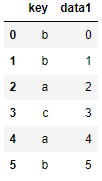 key data1
0 b 0
1 b 1
2 a 2
3 c 3
4 a 4
5 b 5